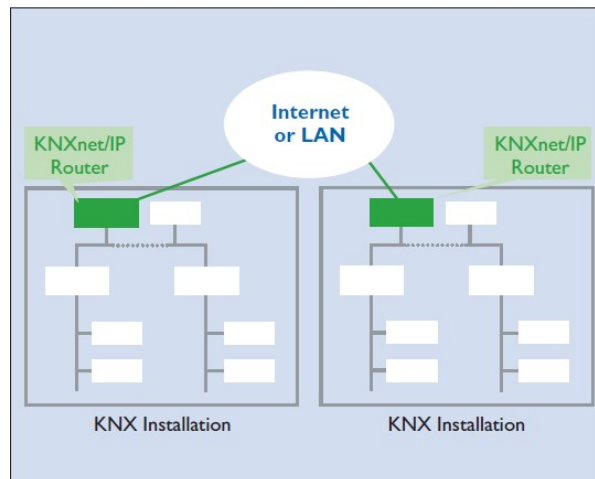 Internet
or LAN
KNXnet/IP
Router
KNXnet/IP
Router
KNX Installation
KNX Installation